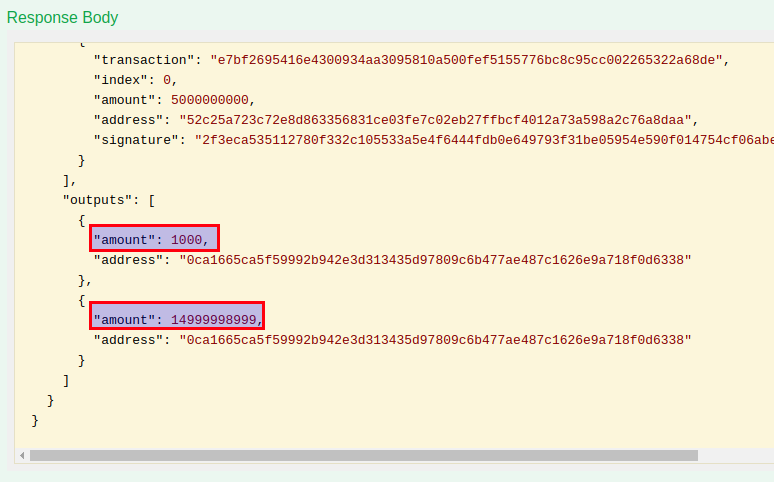 Response Body
{
"transaction": "e7bf2695416e4300934aa3095810a500fef5155776bc8c95cc002265322a68de",
"index": 0,
"amount": 5000000000,
"address": "52c25a723c72e8d863356831ce03fe7c02eb27ffbcf4012a73a598a2c76a8daa",
"signature": "2f3eca535112780f332c105533a5e4f6444fdb0e649793f31be05954e590f014754cf06abe
}
],
"outputs": [
{
"amount": 1000,
"address": "0ca1665ca5f59992b942e3d313435d97809c6b477ae487c1626e9a718f0d6338"
},
{
"amount": 14999998999,
"address": "0ca1665ca5f59992b942e3d313435d97809c6b477ae487c1626e9a718f0d6338"
}
]
}
}